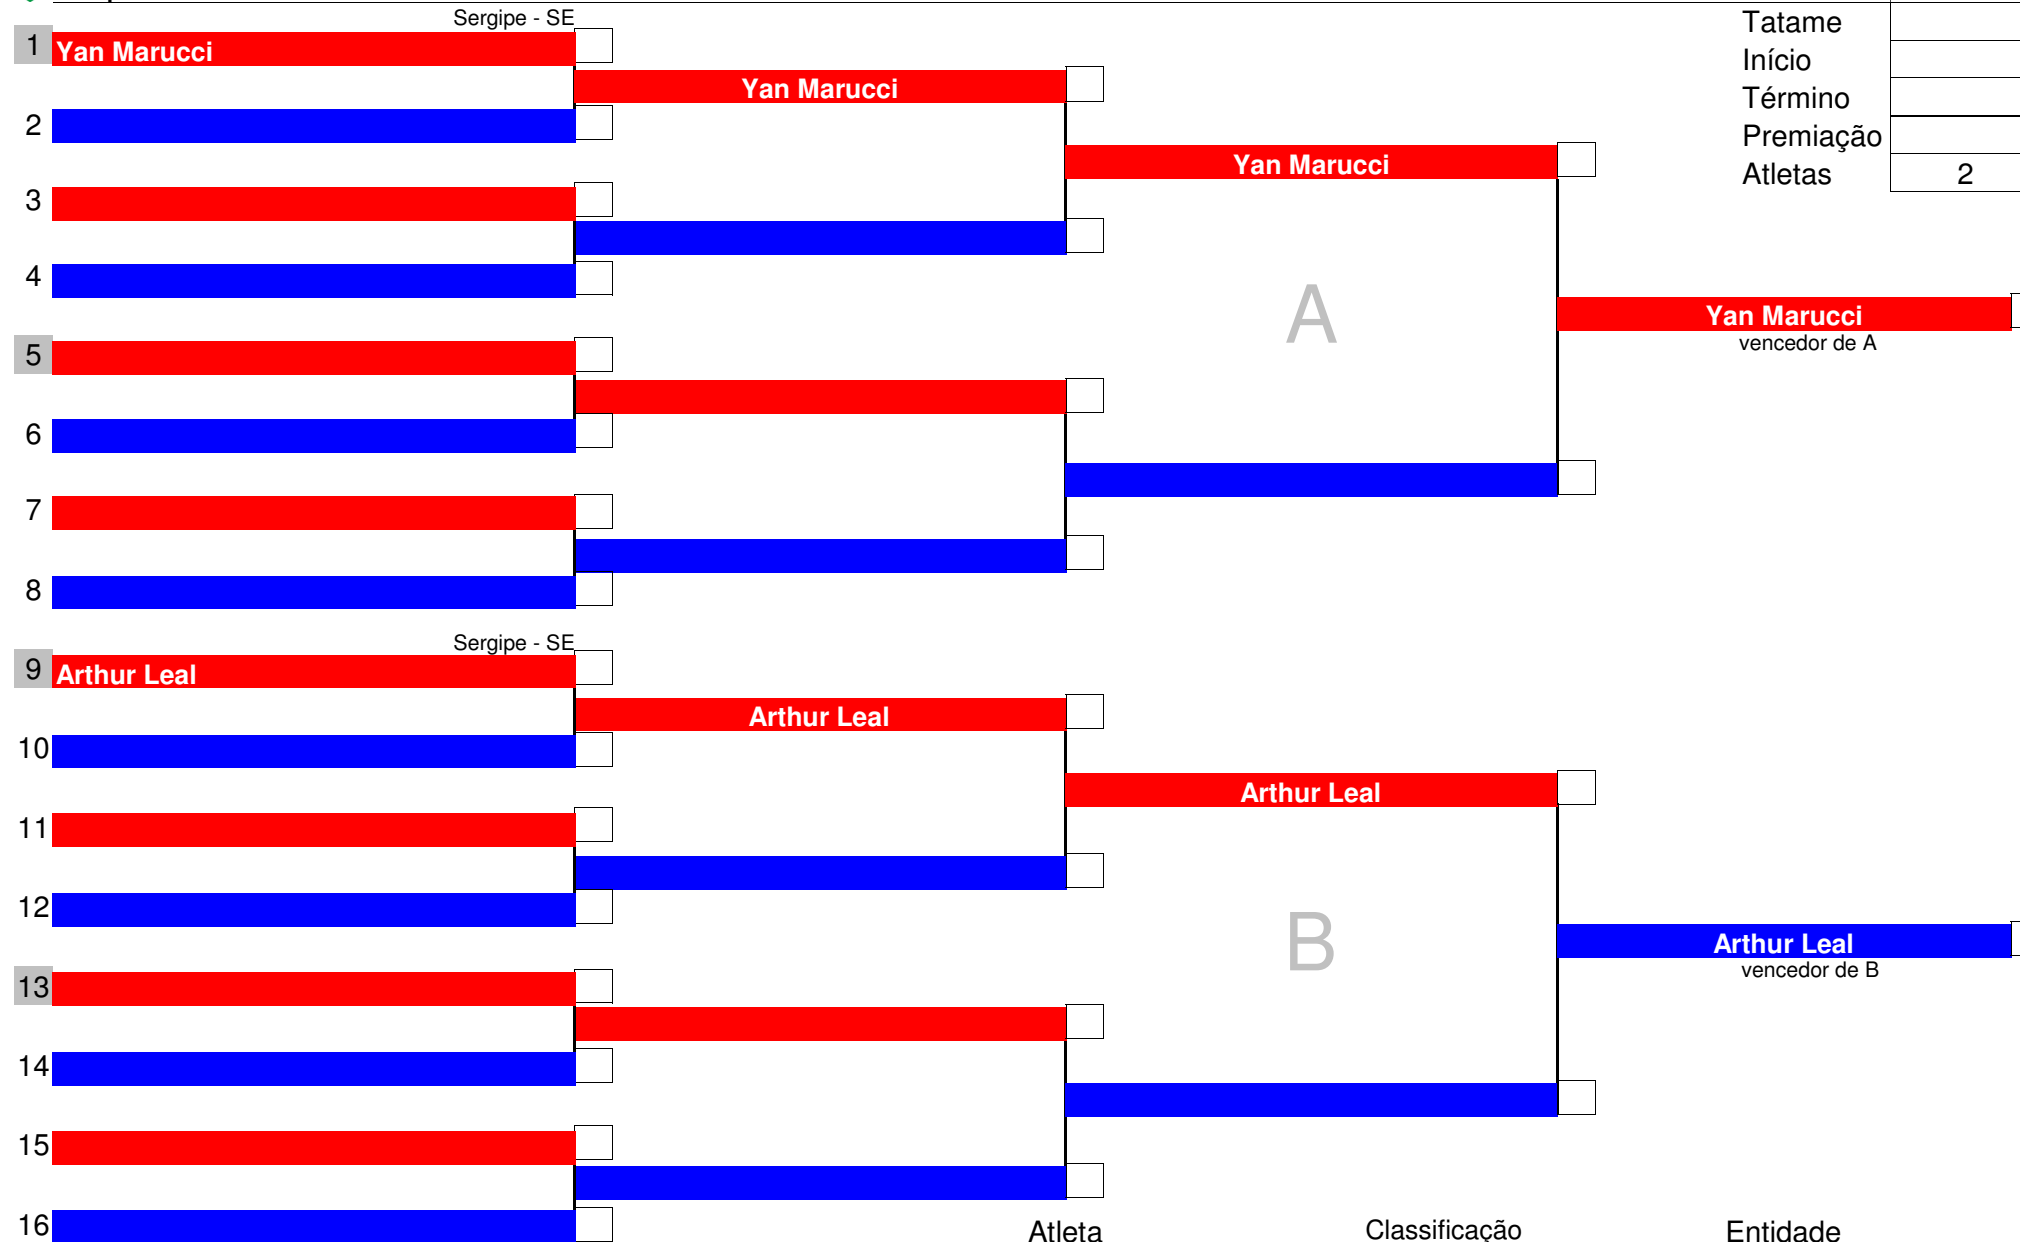 Sergipe - SE
Tatame
1 Yan Marucci
Início
Yan Marucci
Término
2
Premiação
Yan Marucci
Atletas 2
3
4
A
Yan Marucci
vencedor de A
5
6
7
8
Sergipe - SE
9 Arthur Leal
Arthur Leal
10
Arthur Leal
11
12
B
Arthur Leal
vencedor de B
13
14
15
16
Atleta Classificação Entidade